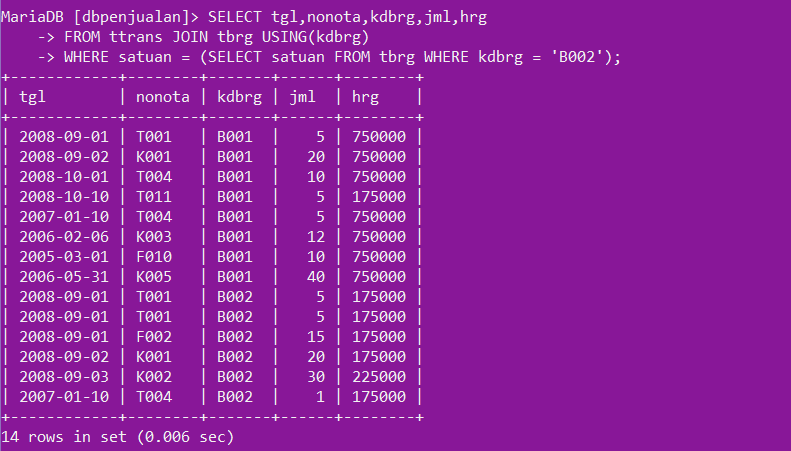 MariaDB [dbpenjualan]> SELECT tgl,nonota,kdbrg,jml,hrg
    -> FROM ttrans JOIN tbrg USING(kdbrg)
    -> WHERE satuan = (SELECT satuan FROM tbrg WHERE kdbrg = 'B002');
+------------+--------+-------+------+--------+
| tgl        | nonota | kdbrg | jml  | hrg    |
+------------+--------+-------+------+--------+
| 2008-09-01 | T001   | B001  |    5 | 750000 |
| 2008-09-02 | K001   | B001  |   20 | 750000 |
| 2008-10-01 | T004   | B001  |   10 | 750000 |
| 2008-10-10 | T011   | B001  |    5 | 175000 |
| 2007-01-10 | T004   | B001  |    5 | 750000 |
| 2006-02-06 | K003   | B001  |   12 | 750000 |
| 2005-03-01 | F010   | B001  |   10 | 750000 |
| 2006-05-31 | K005   | B001  |   40 | 750000 |
| 2008-09-01 | T001   | B002  |    5 | 175000 |
| 2008-09-01 | T001   | B002  |    5 | 175000 |
| 2008-09-01 | F002   | B002  |   15 | 175000 |
| 2008-09-02 | K001   | B002  |   20 | 175000 |
| 2008-09-03 | K002   | B002  |   30 | 225000 |
| 2007-01-10 | T004   | B002  |    1 | 175000 |
+------------+--------+-------+------+--------+
14 rows in set (0.006 sec)